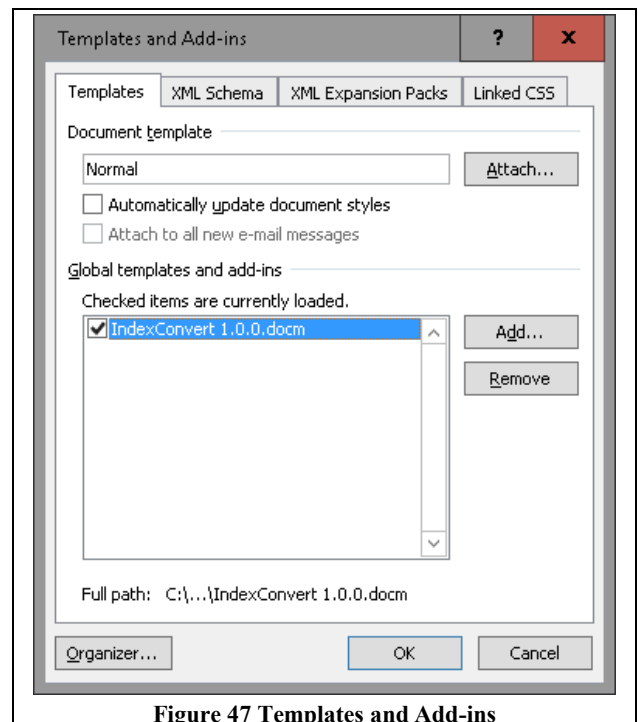 Templates and Add-ins ? x
Templates XML Schema XML Expansion Packs Linked CSS
Document template
Normal Attach...
Automatically update document styles
Attach to all new e-mail messages
Global templates and add-ins
Checked items are currently loaded.
IndexConvert 1.0.0.docm Add...
Remove
Full path: C:\...\IndexConvert 1.0.0.docm
Organizer... OK Cancel
Figure 47 Templates and Add-ins